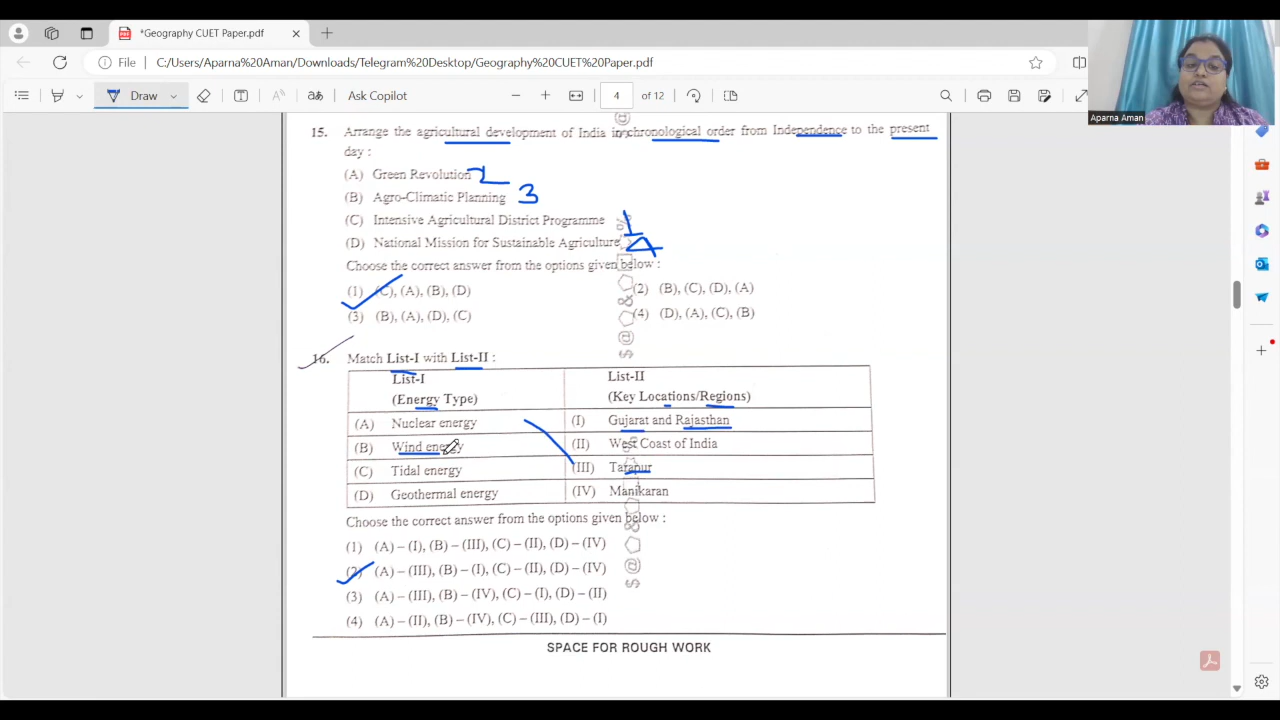 *Geography CUET Paper.pdf
File
C:/Users/Aparna%20Aman/Downloads/Telegram%20Desktop/Geography%20CUET%20Paper.pdf
Draw
Ask Copilot
4 of 12
Aparna Aman
15. Arrange the agricultural development of India in chronological order from Independence to the present
day :
(A) Green Revolution 2
(B) Agro-Climatic Planning 3
(C) Intensive Agricultural District Programme 1
(D) National Mission for Sustainable Agriculture 4
Choose the correct answer from the options given below :
(1) (C), (A), (B), (D) (2) (B), (C), (D), (A)
(3) (B), (A), (D), (C) (4) (D), (A), (C), (B)
16. Match List-I with List-II :
List-I List-II
(Energy Type) (Key Locations/Regions)
(A) Nuclear energy (I) Gujarat and Rajasthan
(B) Wind energy (II) West Coast of India
(C) Tidal energy (III) Tarapur
(D) Geothermal energy (IV) Manikaran
Choose the correct answer from the options given below :
(1) (A) – (I), (B) – (III), (C) – (II), (D) – (IV)
(2) (A) – (III), (B) – (I), (C) – (II), (D) – (IV)
(3) (A) – (III), (B) – (IV), (C) – (I), (D) – (II)
(4) (A) – (II), (B) – (IV), (C) – (III), (D) – (I)
SPACE FOR ROUGH WORK